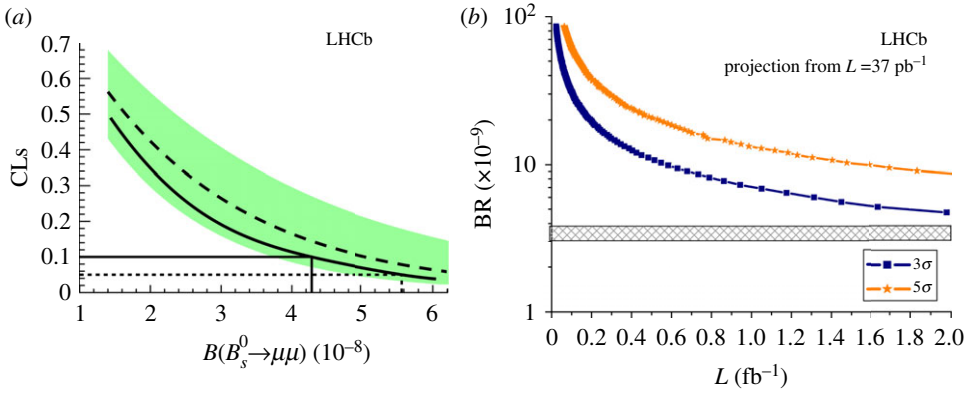 (a)
LHCb
0.7
0.6
0.5
0.4
0.3
0.2
0.1
0
CLs
1 2 3 4 5 6
B(B⁰ₛ→μμ) (10⁻⁸)
(b)
10²
10
1
BR (×10⁻⁹)
LHCb
projection from L =37 pb⁻¹
3σ
5σ
0 0.2 0.4 0.6 0.8 1.0 1.2 1.4 1.6 1.8 2.0
L (fb⁻¹)